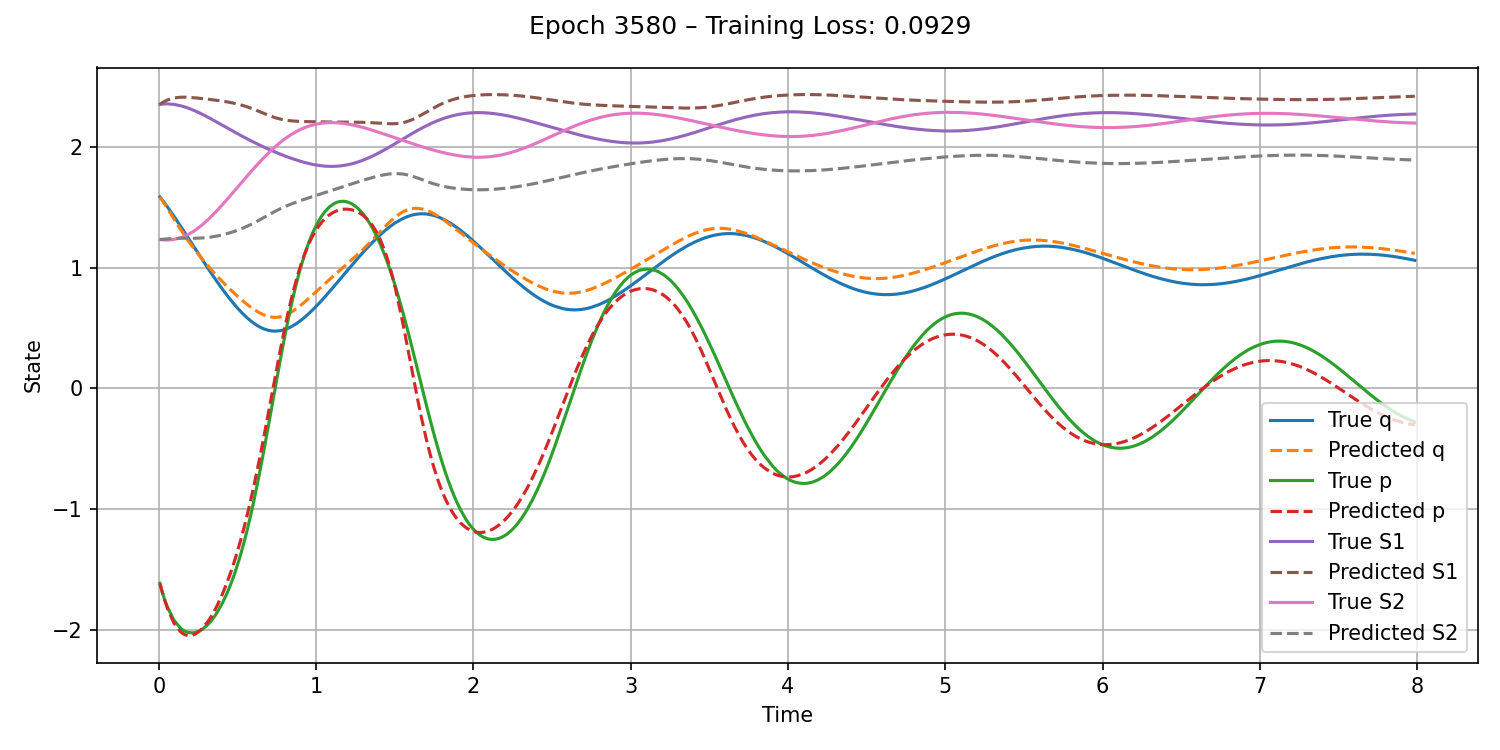 Epoch 3580 – Training Loss: 0.0929
State
2
1
0
−1
−2
0 1 2 3 4 5 6 7 8
Time
True q
Predicted q
True p
Predicted p
True S1
Predicted S1
True S2
Predicted S2